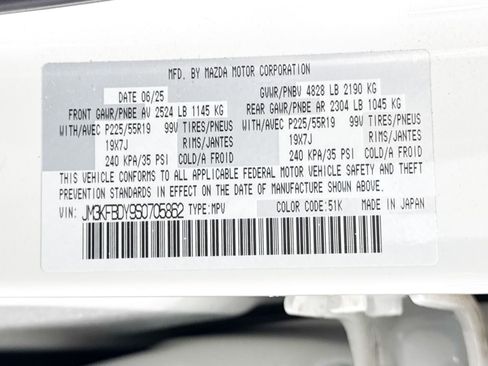 MFD. BY MAZDA MOTOR CORPORATION
DATE 06/25 GVWR/PNBV 4828 LB 2190 KG
FRONT GAWR/PNBE AV 2524 LB 1145 KG REAR GAWR/PNBE AR 2304 LB 1045 KG
WITH/AVEC P225/55R19 99V TIRES/PNEUS WITH/AVEC P225/55R19 99V TIRES/PNEUS
19X7J RIMS/JANTES 19X7J RIMS/JANTES
240 KPA/35 PSI COLD/A FROID 240 KPA/35 PSI COLD/A FROID
THIS VEHICLE CONFORMS TO ALL APPLICABLE FEDERAL MOTOR VEHICLE SAFETY AND THEFT
PREVENTION STANDARDS IN EFFECT ON THE DATE OF MANUFACTURE SHOWN ABOVE.
VIN: JM3KFBDY9S0705862 TYPE:MPV COLOR CODE:51K MADE IN JAPAN